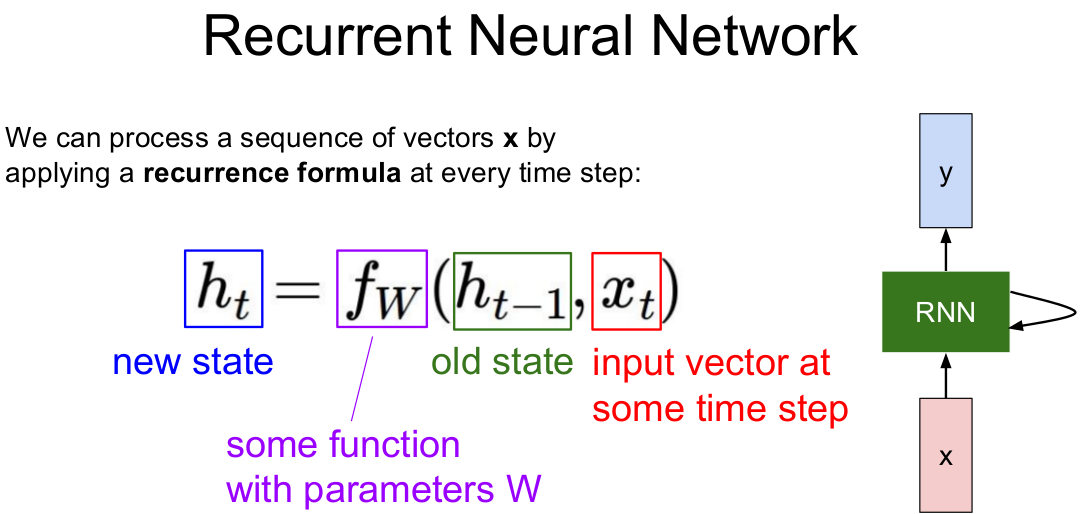 Recurrent Neural Network
We can process a sequence of vectors x by
applying a recurrence formula at every time step:
h_t = f_W(h_{t-1}, x_t)
new state
old state
input vector at
some time step
some function
with parameters W
y
RNN
x